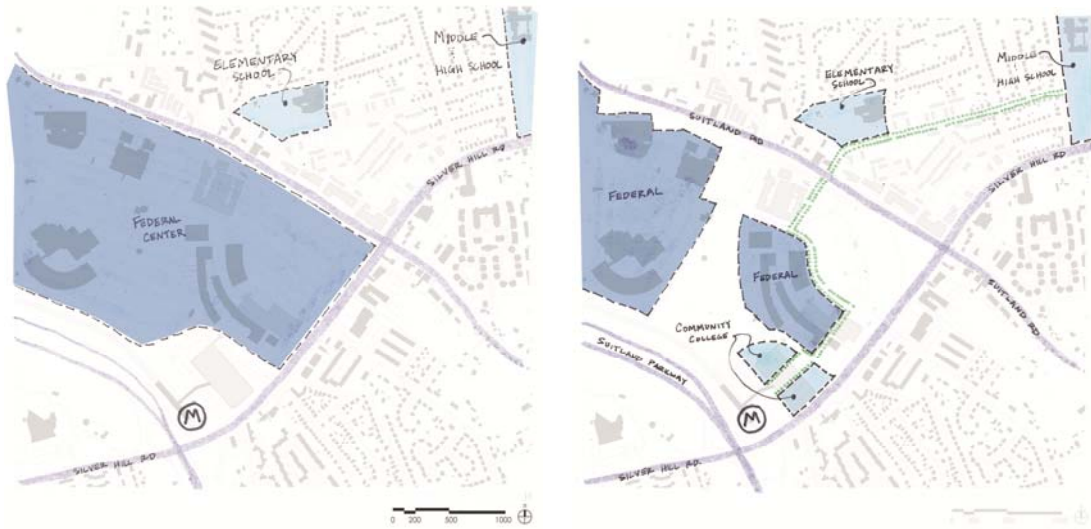 MIDDLE
HIGH SCHOOL
ELEMENTARY
SCHOOL
SILVER HILL RD
FEDERAL
CENTER
M
SILVER HILL RD
0 200 500 1000
MIDDLE
HIGH SCHOOL
ELEMENTARY
SCHOOL
SUITLAND RD
SILVER HILL RD
FEDERAL
FEDERAL
SUITLAND RD
COMMUNITY
COLLEGE
SUITLAND PARKWAY
M
SILVER HILL RD.